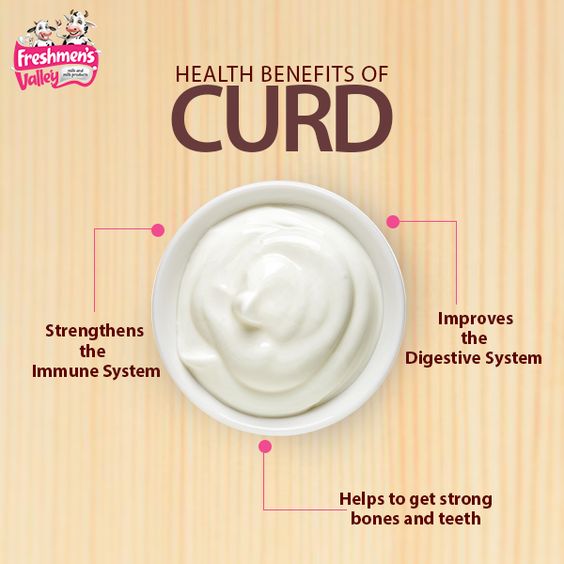 Freshmen's
Valley
milk and
milk products
HEALTH BENEFITS OF
CURD
Strengthens
the
Immune System
Improves
the
Digestive System
Helps to get strong
bones and teeth